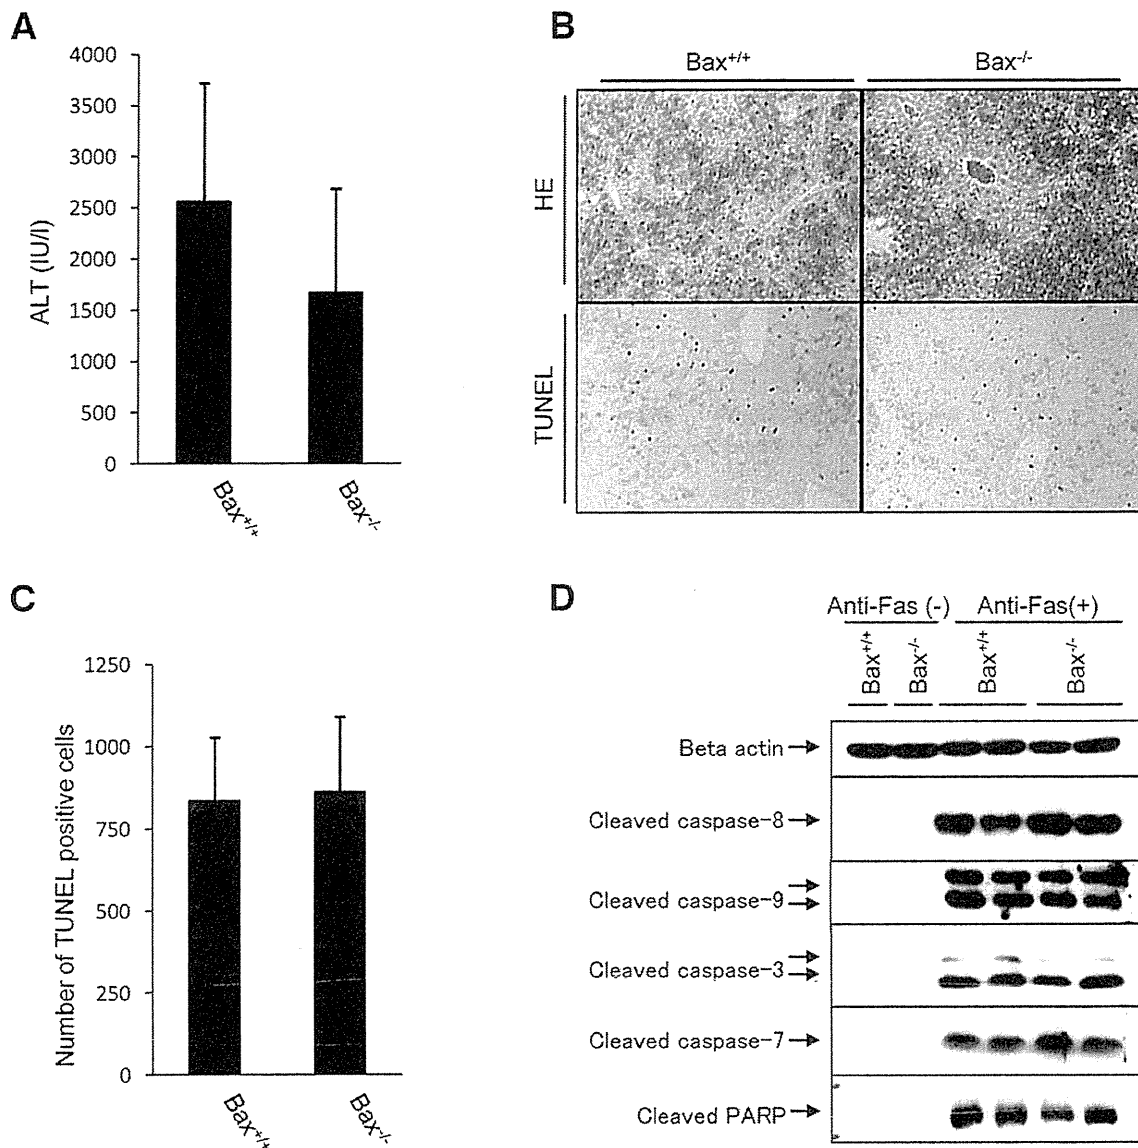 A
4000
3500
3000
2500
2000
1500
1000
500
0
ALT (IU/l)
Bax+/+
Bax-/-
B
Bax+/+
Bax-/-
HE
TUNEL
C
1250
1000
750
500
250
0
Number of TUNEL positive cells
Bax+/+
Bax-/-
D
Anti-Fas (-)
Anti-Fas(+)
Bax+/+
Bax-/-
Bax+/+
Bax-/-
Beta actin
Cleaved caspase-8
Cleaved caspase-9
Cleaved caspase-3
Cleaved caspase-7
Cleaved PARP